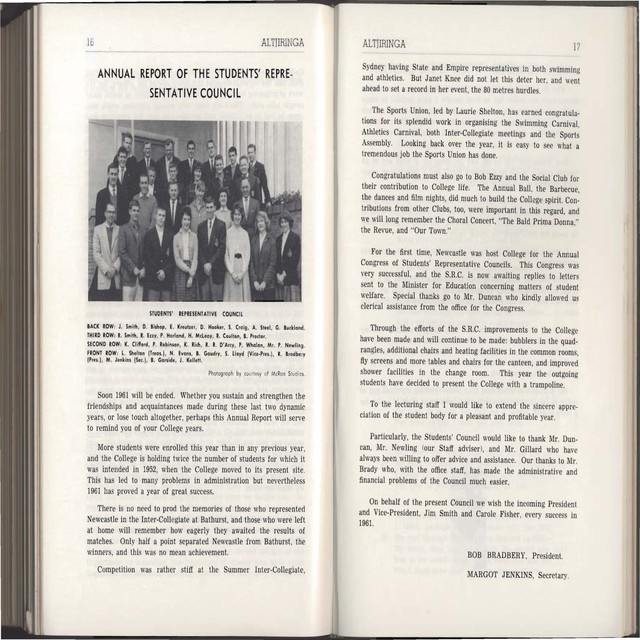 16
ALTJIRINGA
ANNUAL REPORT OF THE STUDENTS' REPRE-
SENTATIVE COUNCIL
STUDENTS' REPRESENTATIVE COUNCIL
BACK ROW: J. Smith, D. Bishop, E. Kreutzer, D. Hooker, S. Craig, A. Steel, G. Buckland.
THIRD ROW: R. Smith, R. Ezzy, P. Harland, H. McLeay, R. Coulton, B. Proctor.
SECOND ROW: K. Clifford, P. Robinson, K. Rich, R. R. D'Arcy, P. Whalan, Mr. P. Newling.
FRONT ROW: L. Shelton (Treas.), N. Evans, B. Gaudry, S. Lloyd (Vice-Pres.), R. Bradbery
(Pres.), M. Jenkins (Sec.), B. Garside, J. Kellett.
Photograph by courtesy of McRae Studios.
Soon 1961 will be ended. Whether you sustain and strengthen the
friendships and acquaintances made during these last two dynamic
years, or lose touch altogether, perhaps this Annual Report will serve
to remind you of your College years.
More students were enrolled this year than in any previous year,
and the College is holding twice the number of students for which it
was intended in 1952, when the College moved to its present site.
This has led to many problems in administration but nevertheless
1961 has proved a year of great success.
There is no need to prod the memories of those who represented
Newcastle in the Inter-Collegiate at Bathurst, and those who were left
at home will remember how eagerly they awaited the results of
matches. Only half a point separated Newcastle from Bathurst, the
winners, and this was no mean achievement.
Competition was rather stiff at the Summer Inter-Collegiate,
ALTJIRINGA
17
Sydney having State and Empire representatives in both swimming
and athletics. But Janet Knee did not let this deter her, and went
ahead to set a record in her event, the 80 metres hurdles.
The Sports Union, led by Laurie Shelton, has earned congratula-
tions for its splendid work in organising the Swimming Carnival,
Athletics Carnival, both Inter-Collegiate meetings and the Sports
Assembly. Looking back over the year, it is easy to see what a
tremendous job the Sports Union has done.
Congratulations must also go to Bob Ezzy and the Social Club for
their contribution to College life. The Annual Ball, the Barbecue,
the dances and film nights, did much to build the College spirit. Con-
tributions from other Clubs, too, were important in this regard, and
we will long remember the Choral Concert, "The Bald Prima Donna,"
the Revue, and "Our Town."
For the first time, Newcastle was host College for the Annual
Congress of Students' Representative Councils. This Congress was
very successful, and the S.R.C. is now awaiting replies to letters
sent to the Minister for Education concerning matters of student
welfare. Special thanks go to Mr. Duncan who kindly allowed us
clerical assistance from the office for the Congress.
Through the efforts of the S.R.C. improvements to the College
have been made and will continue to be made: bubblers in the quad-
rangles, additional chairs and heating facilities in the common rooms,
fly screens and more tables and chairs for the canteen, and improved
shower facilities in the change room. This year the outgoing
students have decided to present the College with a trampoline.
To the lecturing staff I would like to extend the sincere appre-
ciation of the student body for a pleasant and profitable year.
Particularly, the Students' Council would like to thank Mr. Dun-
can, Mr. Newling (our Staff adviser), and Mr. Gillard who have
always been willing to offer advice and assistance. Our thanks to Mr.
Brady who, with the office staff, has made the administrative and
financial problems of the Council much easier.
On behalf of the present Council we wish the incoming President
and Vice-President, Jim Smith and Carole Fisher, every success in
1961.
BOB BRADBERY, President.
MARGOT JENKINS, Secretary.